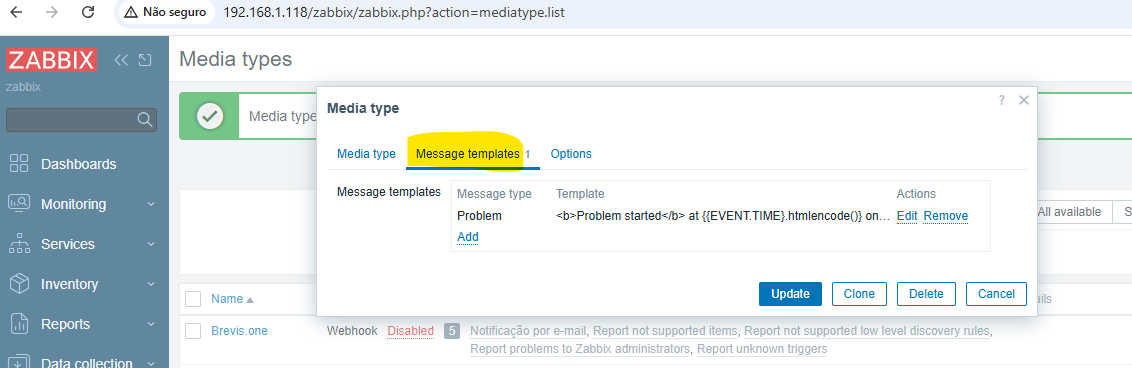 Não seguro 192.168.1.118/zabbix/zabbix.php?action=mediatype.list
ZABBIX
zabbix
Media types
Media type
Media type
?
Media type Message templates 1 Options
Message templates
Message type Template Actions
Problem <b>Problem started</b> at {{EVENT.TIME}.htmlencode()} on... Edit Remove
Add
Update Clone Delete Cancel
Dashboards
Monitoring
Services
Inventory
Reports
Data collection
All available S
Name
ils
Brevis.one Webhook Disabled 5 Notificação por e-mail, Report not supported items, Report not supported low level discovery rules,
Report problems to Zabbix administrators, Report unknown triggers